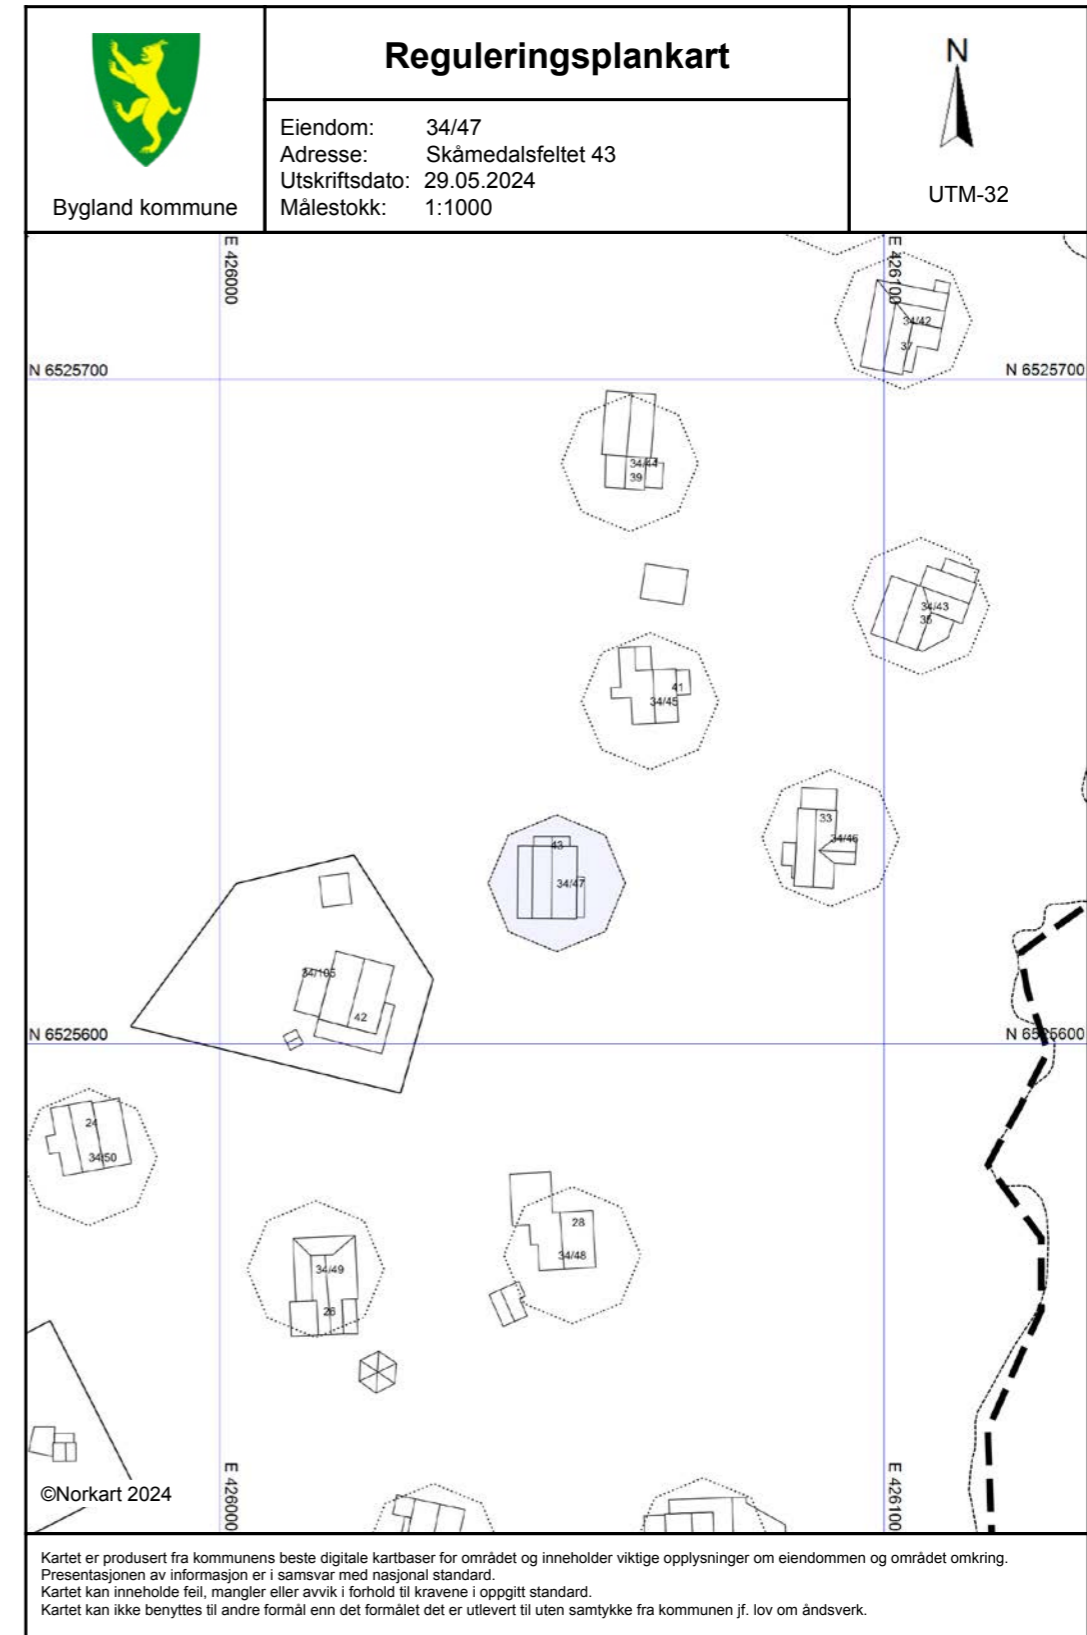 Bygland kommune
Reguleringsplankart
Eiendom: 34/47
Adresse: Skåmedalsfeltet 43
Utskriftsdato: 29.05.2024
Målestokk: 1:1000
N
UTM-32
E 426000
E 426100
34/42
37
N 6525700
N 6525700
34/44
39
34/43
35
41
34/45
33
34/46
43
34/47
34/105
42
N 6525600
N 6525600
24
34/50
28
34/48
34/49
26
E 426000
E 426100
©Norkart 2024
Kartet er produsert fra kommunens beste digitale kartbaser for området og inneholder viktige opplysninger om eiendommen og området omkring.
Presentasjonen av informasjon er i samsvar med nasjonal standard.
Kartet kan inneholde feil, mangler eller avvik i forhold til kravene i oppgitt standard.
Kartet kan ikke benyttes til andre formål enn det formålet det er utlevert til uten samtykke fra kommunen jf. lov om åndsverk.